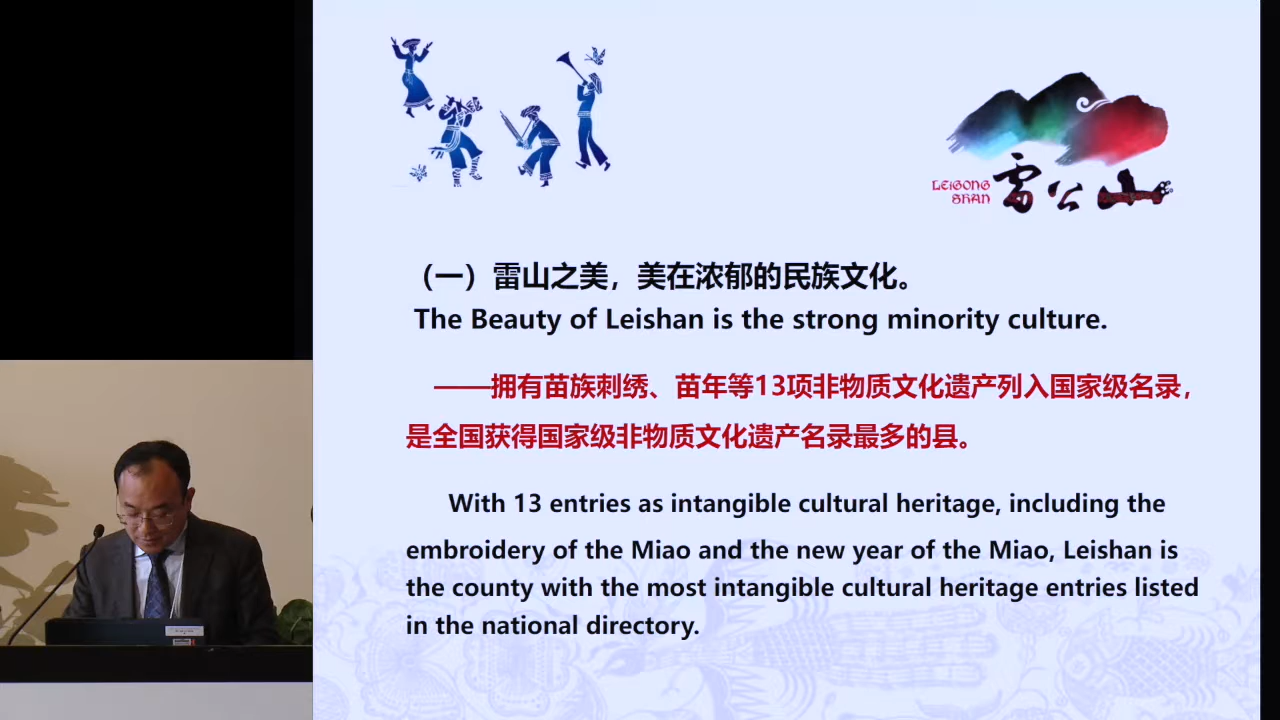 LEIGONG
SHAN
雷公山
（一）雷山之美，美在浓郁的民族文化。
The Beauty of Leishan is the strong minority culture.
——拥有苗族刺绣、苗年等13项非物质文化遗产列入国家级名录，
是全国获得国家级非物质文化遗产名录最多的县。
With 13 entries as intangible cultural heritage, including the
embroidery of the Miao and the new year of the Miao, Leishan is
the county with the most intangible cultural heritage entries listed
in the national directory.